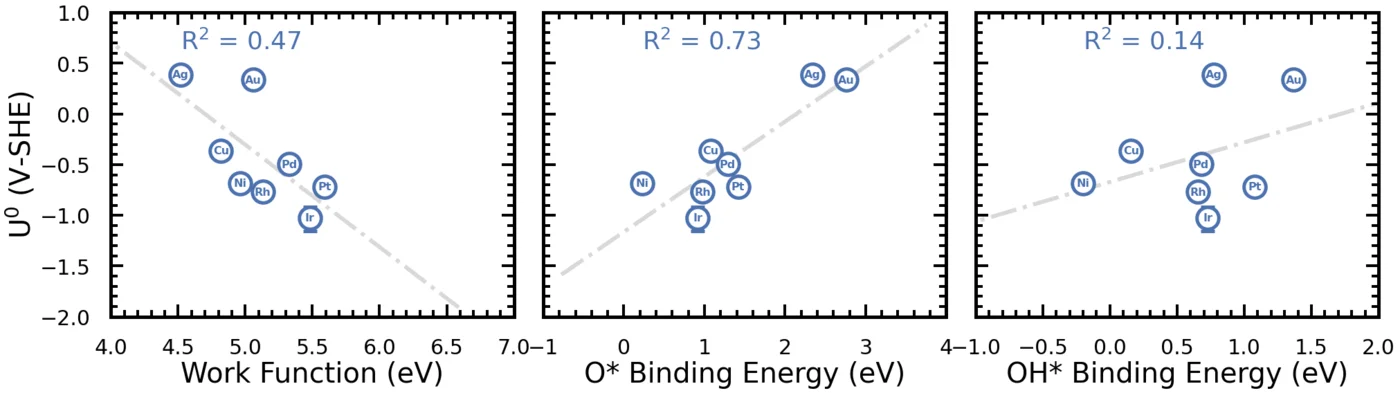 U⁰ (V-SHE)
1.0
0.5
0.0
−0.5
−1.0
−1.5
−2.0
R² = 0.47
Ag
Au
Cu
Pd
Ni
Rh
Pt
Ir
4.0 4.5 5.0 5.5 6.0 6.5 7.0
Work Function (eV)
R² = 0.73
Ag
Au
Cu
Pd
Ni
Rh
Pt
Ir
−1 0 1 2 3 4
O* Binding Energy (eV)
R² = 0.14
Ag
Au
Cu
Pd
Ni
Rh
Pt
Ir
−1.0 −0.5 0.0 0.5 1.0 1.5 2.0
OH* Binding Energy (eV)